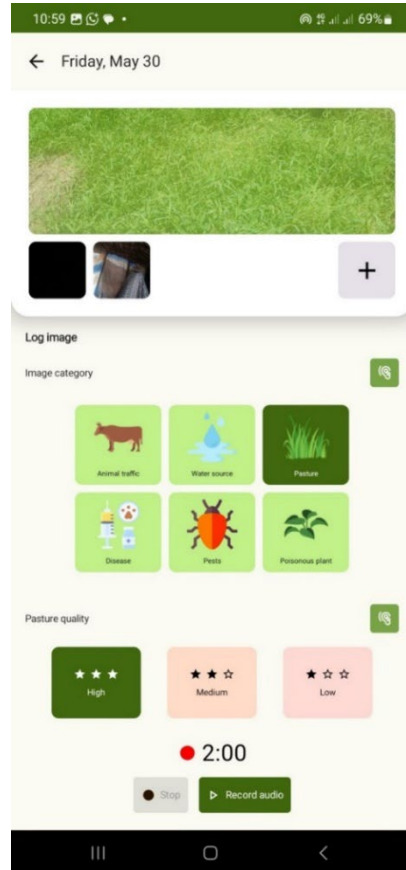 10:59 69%
Friday, May 30
+
Log image
Image category
Animal traffic Water source Pasture
Disease Pests Poisonous plant
Pasture quality
High Medium Low
2:00
Stop Record audio